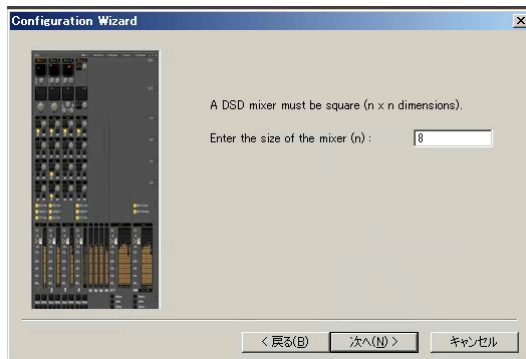 Configuration Wizard
A DSD mixer must be square (n x n dimensions).
Enter the size of the mixer (n) :
8
< 戻る(B)
次へ(N) >
キャンセル